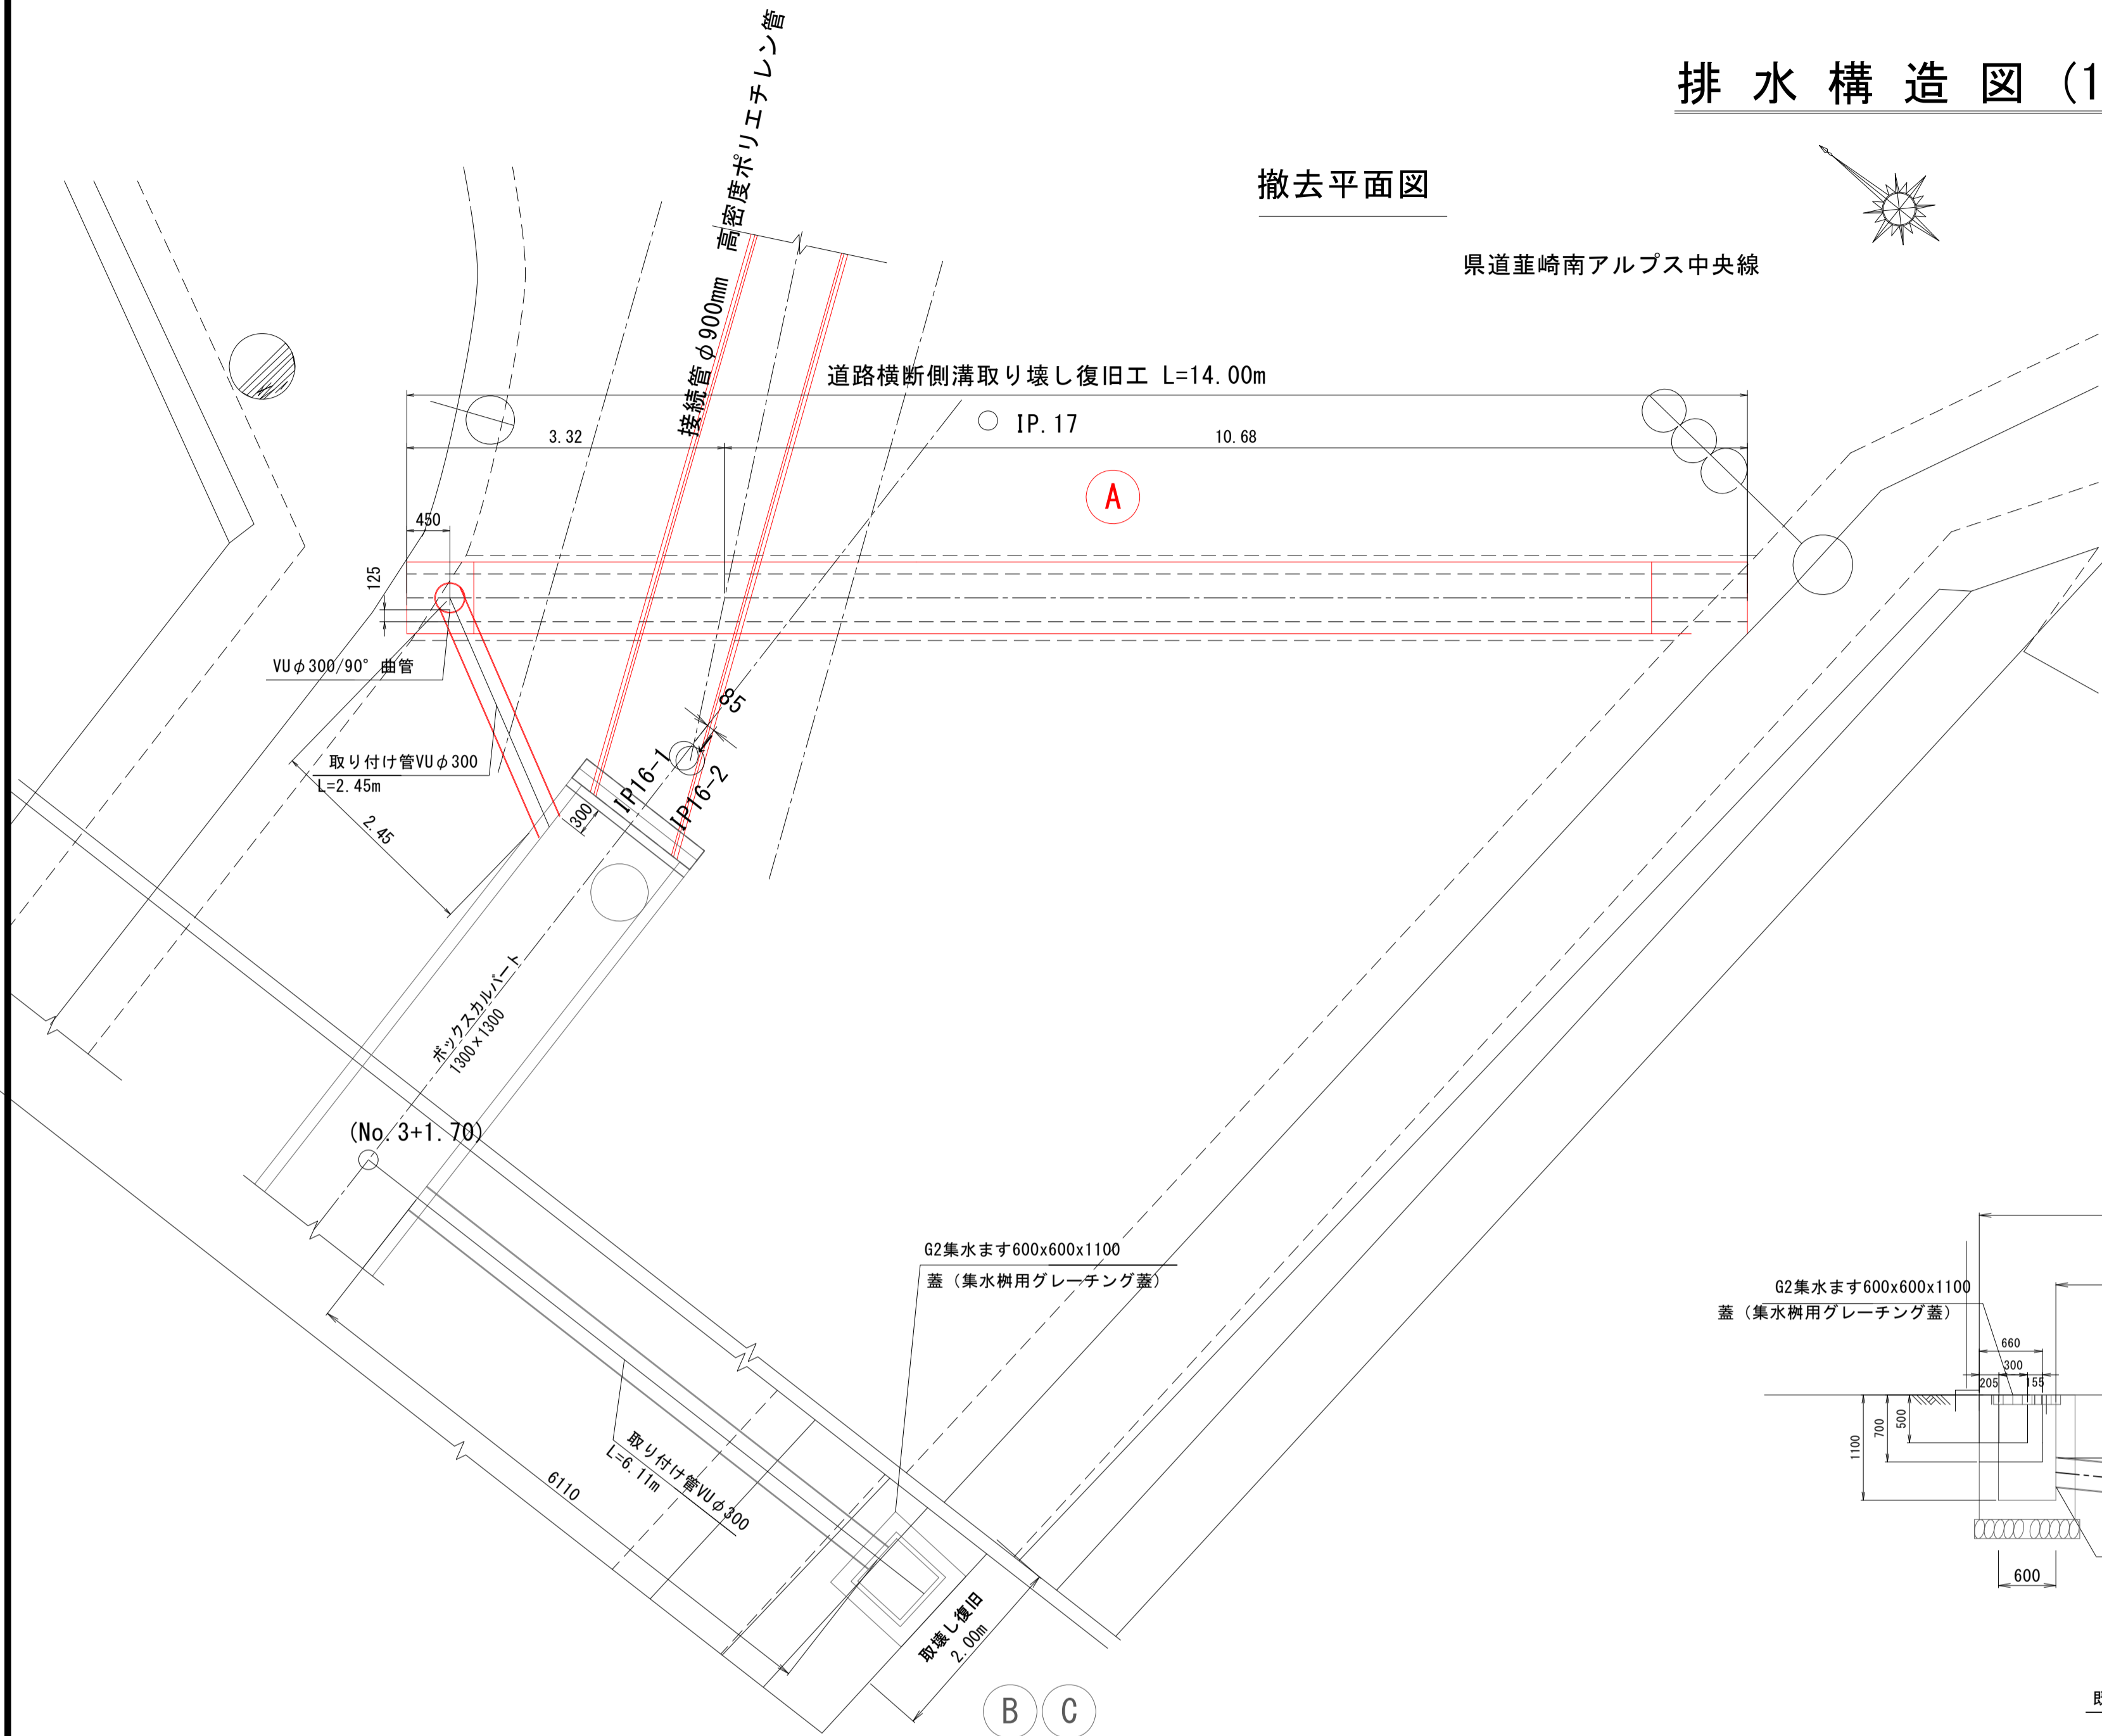 排水構造図(1
撤去平面図
県道韮崎南アルプス中央線
接続管φ900mm 高密度ポリエチレン管
道路横断側溝取り壊し復旧工 L=14.00m
IP.17
3.32
10.68
A
450
125
VUφ300/90° 曲管
取り付け管VUφ300
L=2.45m
2.45
85
IP16-1
IP16-2
300
ボックスカルバート
1300×1300
(No.3+1.70)
G2集水ます600x600x1100
蓋（集水桝用グレーチング蓋）
取り付け管VUφ300
L=6.11m
6110
取壊し復旧
2.00m
B
C
G2集水ます600x600x1100
蓋（集水桝用グレーチング蓋）
660
300
205
155
500
700
1100
600